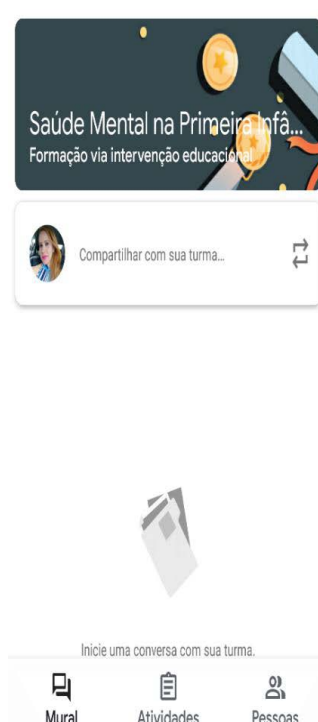 Saúde Mental na Primeira Infâ...
Formação via intervenção educacional
Compartilhar com sua turma...
Inicie uma conversa com sua turma.
Mural
Atividades
Pessoas